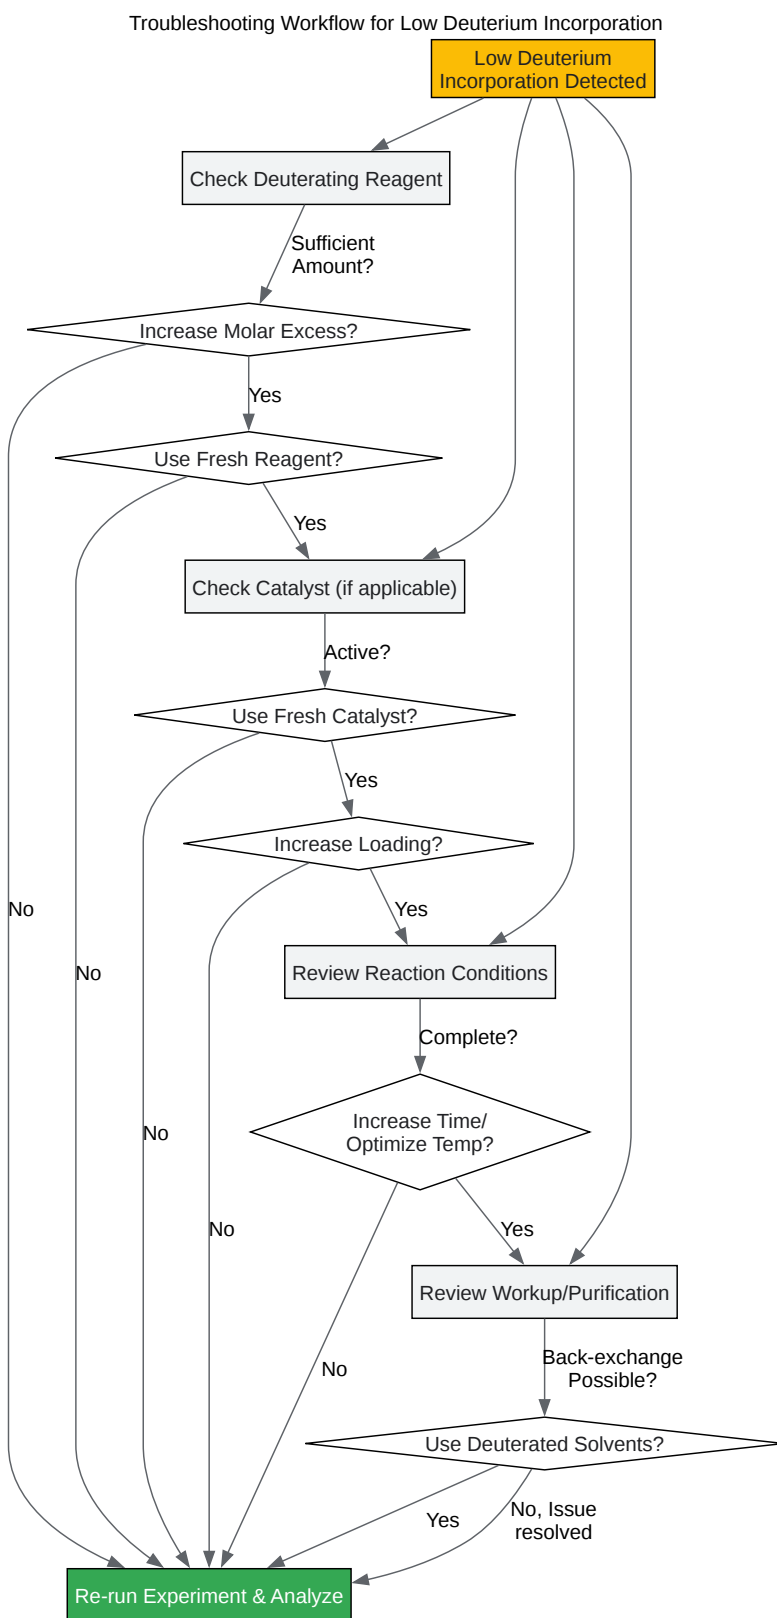 Troubleshooting Workflow for Low Deuterium Incorporation
Low Deuterium
Incorporation Detected
Check Deuterating Reagent
Sufficient
Amount?
Increase Molar Excess?
Yes
Use Fresh Reagent?
Yes
Check Catalyst (if applicable)
Active?
Use Fresh Catalyst?
Yes
Increase Loading?
No
Yes
Review Reaction Conditions
No
Complete?
Increase Time/
Optimize Temp?
No
No
Yes
Review Workup/Purification
Back-exchange
Possible?
No
Use Deuterated Solvents?
Yes
No, Issue
resolved
Re-run Experiment & Analyze